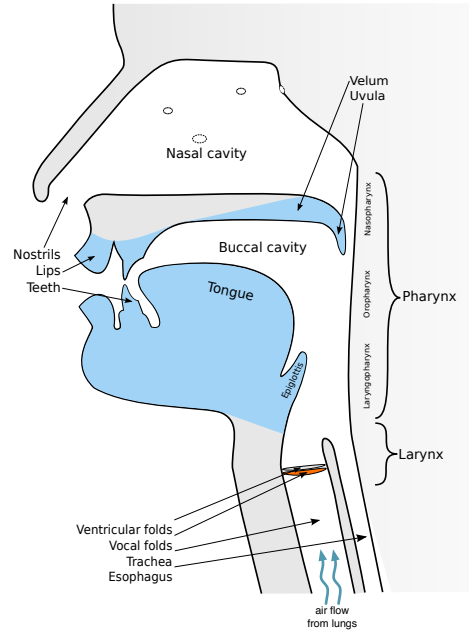 Velum
Uvula
Nasal cavity
Nasopharynx
Nostrils
Lips
Teeth
Buccal cavity
Tongue
Oropharynx
Pharynx
Epiglottis
Laryngopharynx
Larynx
Ventricular folds
Vocal folds
Trachea
Esophagus
air flow
from lungs